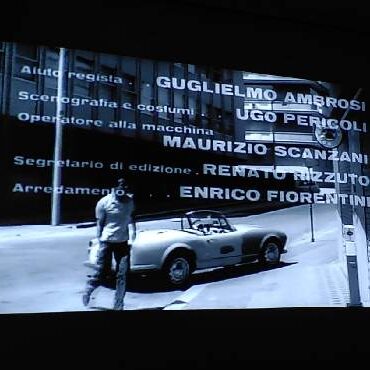 Aiuto regista . GUGLIELMO AMBROSI
Scenografia e costumi . UGO PERICOLI
Operatore alla macchina
MAURIZIO SCANZANI
Segretario di edizione . RENATO RIZZUTO
Arredamento . ENRICO FIORENTINI